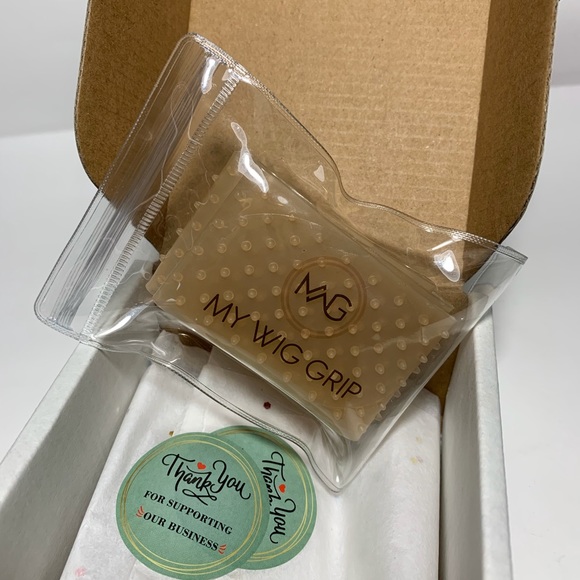 MWG
MY WIG GRIP
Thank You
FOR SUPPORTING
OUR BUSINESS
Thank You